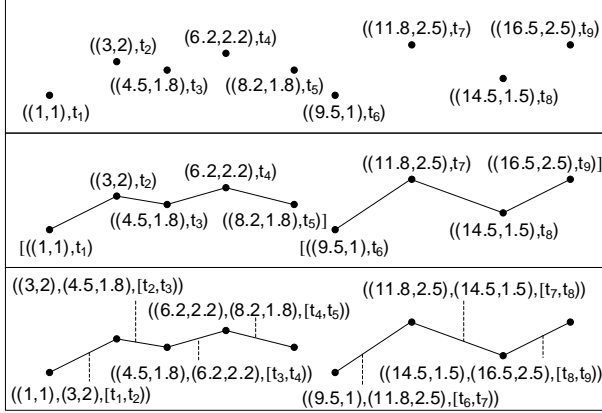 ((3,2),t₂)
(6.2,2.2),t₄)
((11.8,2.5),t₇)
((16.5,2.5),t₉)
((1,1),t₁)
((4.5,1.8),t₃)
((8.2,1.8),t₅)
((9.5,1),t₆)
((14.5,1.5),t₈)
((3,2),t₂)
(6.2,2.2),t₄)
((11.8,2.5),t₇)
((16.5,2.5),t₉)]
[((1,1),t₁)
((4.5,1.8),t₃)
((8.2,1.8),t₅)]
[((9.5,1),t₆)
((14.5,1.5),t₈)
((3,2),(4.5,1.8),[t₂,t₃))
((6.2,2.2),(8.2,1.8),[t₄,t₅))
((11.8,2.5),(14.5,1.5),[t₇,t₈))
((1,1),(3,2),[t₁,t₂))
((4.5,1.8),(6.2,2.2),[t₃,t₄))
((9.5,1),(11.8,2.5),[t₆,t₇))
((14.5,1.5),(16.5,2.5),[t₈,t₉))